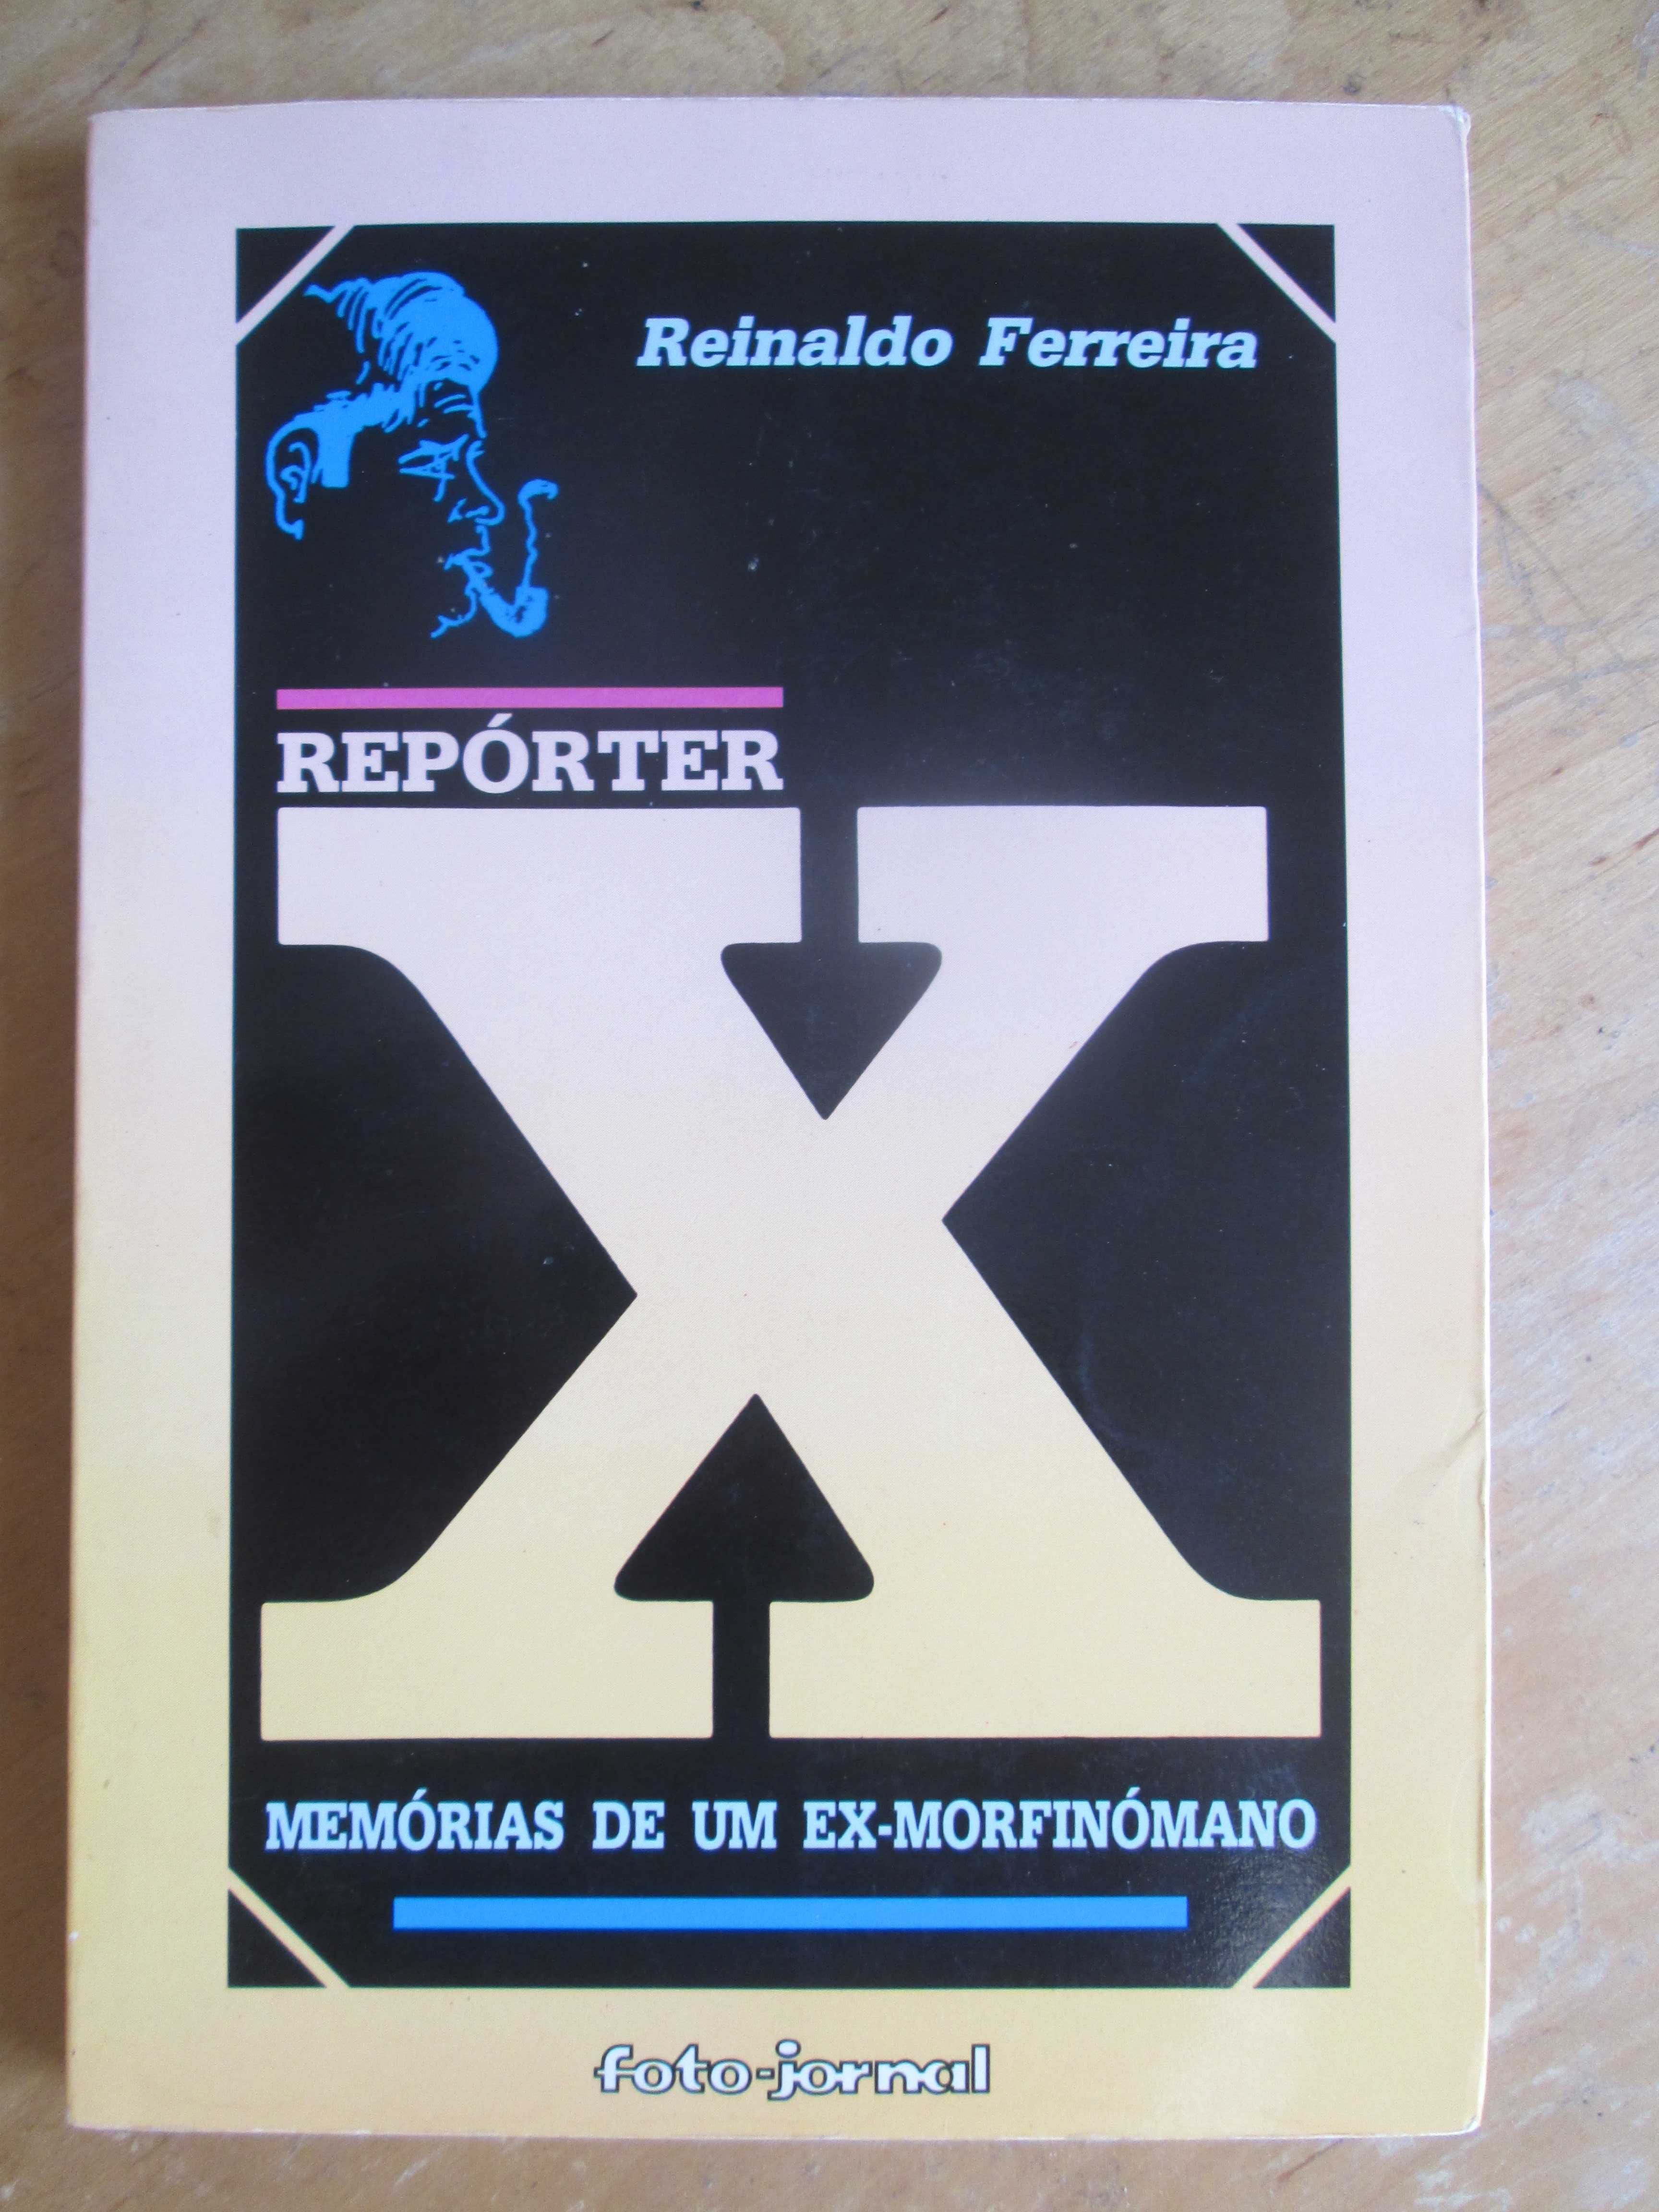 Reinaldo Ferreira
REPÓRTER
X
MEMÓRIAS DE UM EX-MORFINÓMANO
foto-jornal